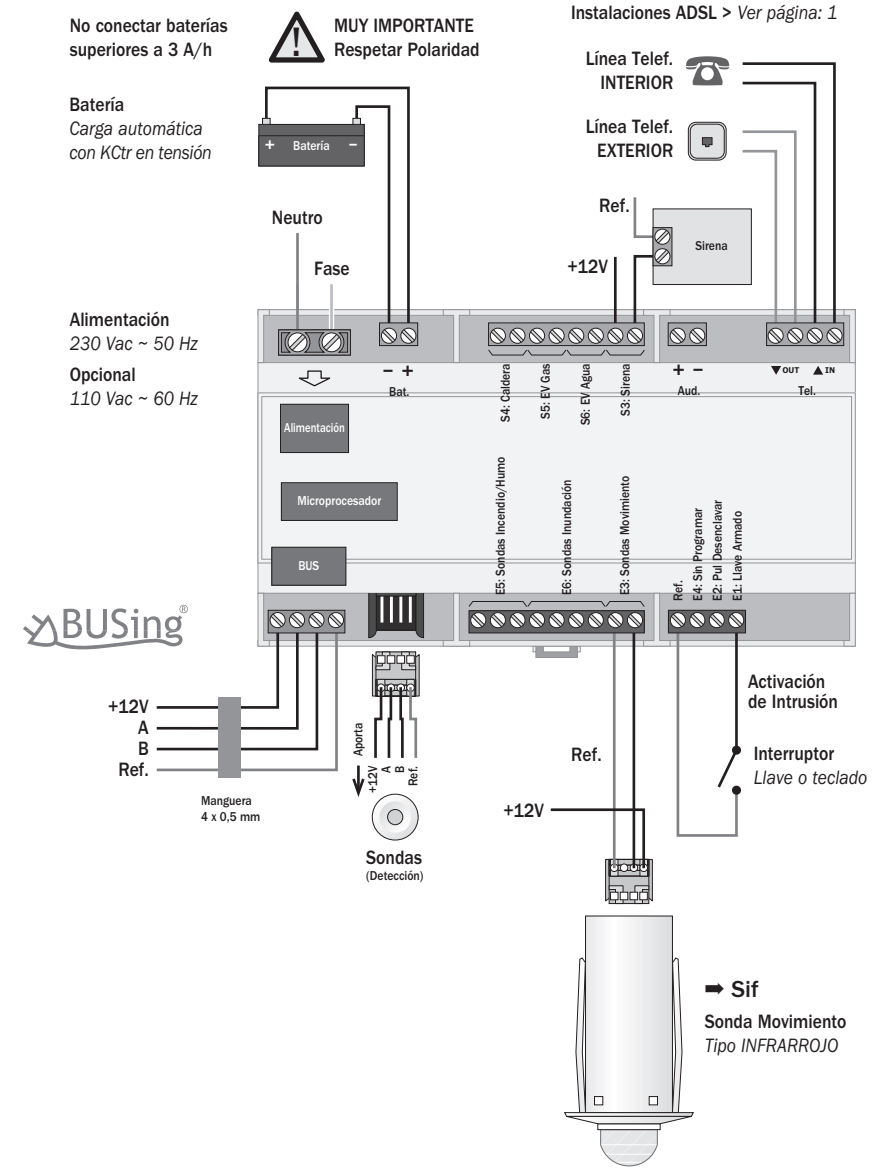 No conectar baterías
superiores a 3 A/h
MUY IMPORTANTE
Respetar Polaridad
Instalaciones ADSL > Ver página: 1
Línea Telef.
INTERIOR
Batería
Carga automática
con KCtr en tensión
+ Batería −
Línea Telef.
EXTERIOR
Neutro
Fase
Ref.
+12V
Sirena
Alimentación
230 Vac ~ 50 Hz
Opcional
110 Vac ~ 60 Hz
− +
Bat.
S4: Caldera
S5: EV Gas
S6: EV Agua
S3: Sirena
+ −
Aud.
▼OUT ▲IN
Tel.
Alimentación
Microprocesador
BUS
E5: Sondas Incendio/Humo
E6: Sondas Inundación
E3: Sondas Movimiento
Ref.
E4: Sin Programar
E2: Pul Desenclavar
E1: Llave Armado
BUSing®
+12V
A
B
Ref.
Manguera
4 x 0,5 mm
Aporta
+12V
A
B
Ref.
Sondas
(Detección)
Ref.
+12V
Activación
de Intrusión
Interruptor
Llave o teclado
➡ Sif
Sonda Movimiento
Tipo INFRARROJO